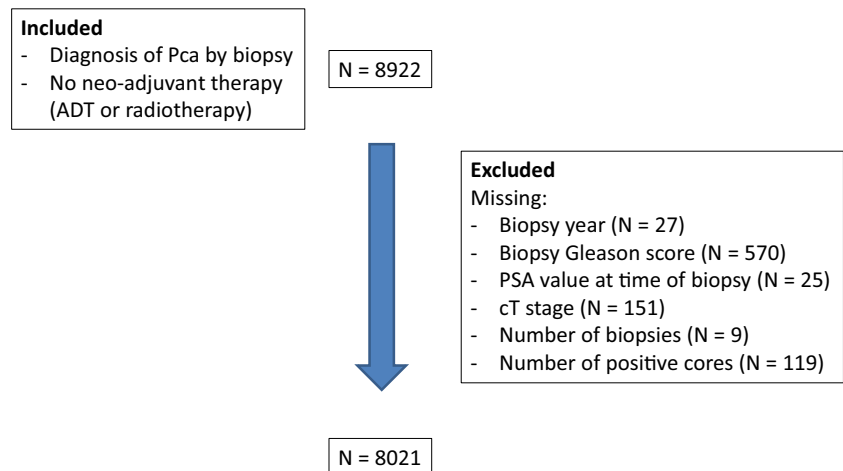 Included
- Diagnosis of Pca by biopsy
- No neo-adjuvant therapy
(ADT or radiotherapy)
N = 8922
Excluded
Missing:
- Biopsy year (N = 27)
- Biopsy Gleason score (N = 570)
- PSA value at time of biopsy (N = 25)
- cT stage (N = 151)
- Number of biopsies (N = 9)
- Number of positive cores (N = 119)
N = 8021